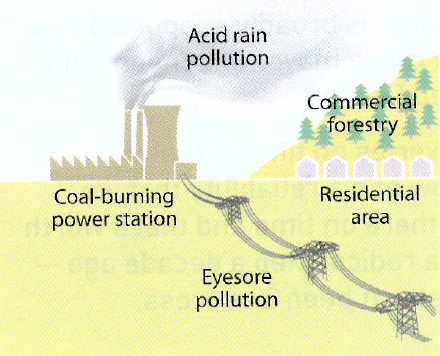 Acid rain
pollution
Commercial
forestry
Coal-burning
power station
Residential
area
Eyesore
pollution